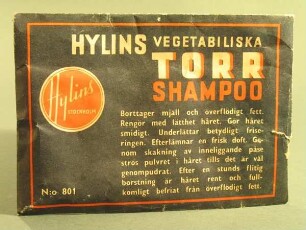 HYLINS VEGETABILISKA
TORR
SHAMPOO
Hylins
STOCKHOLM
Borttager mjäll och överflödigt fett.
Rengör med lätthet håret. Gör håret
smidigt. Underlättar betydligt frise-
ringen. Efterlämnar en frisk doft. Ge-
nom skakning av inneliggande påse
strös pulvret i håret tills det är väl
genompudrat. Efter en stunds flitig
borstning är håret rent och full-
komligt befriat från överflödigt fett.
N:o 801